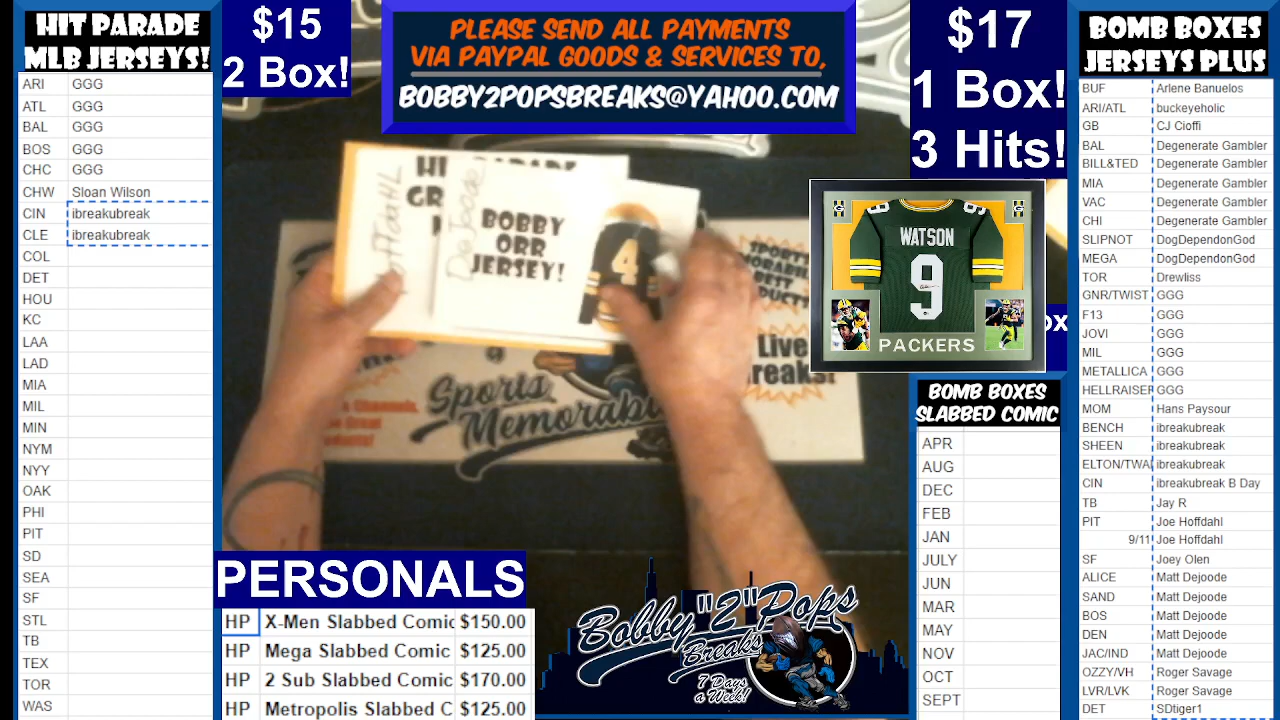 HIT PARADE
MLB JERSEYS!
ARI GGG
ATL GGG
BAL GGG
BOS GGG
CHC GGG
CHW Sloan Wilson
CIN ibreakubreak
CLE ibreakubreak
COL
DET
HOU
KC
LAA
LAD
MIA
MIL
MIN
NYM
NYY
OAK
PHI
PIT
SD
SEA
SF
STL
TB
TEX
TOR
WAS
$15
2 Box!
PLEASE SEND ALL PAYMENTS
VIA PAYPAL GOODS & SERVICES TO,
BOBBY2POPSBREAKS@YAHOO.COM
$17
1 Box!
3 Hits!
BOBBY
ORR
JERSEY!
4
Live
Sports
WATSON
9
PACKERS
BOMB BOXES
SLABBED COMIC
APR
AUG
DEC
FEB
JAN
JULY
JUN
MAR
MAY
NOV
OCT
SEPT
PERSONALS
HP X-Men Slabbed Comic $150.00
HP Mega Slabbed Comic $125.00
HP 2 Sub Slabbed Comic $170.00
HP Metropolis Slabbed C $125.00
Bobby "2" Pops
Breaks
7 Days
a Week!
BOMB BOXES
JERSEYS PLUS
BUF Arlene Banuelos
ARI/ATL buckeyeholic
GB CJ Cioffi
BAL Degenerate Gambler
BILL&TED Degenerate Gambler
MIA Degenerate Gambler
VAC Degenerate Gambler
CHI Degenerate Gambler
SLIPNOT DogDependonGod
MEGA DogDependonGod
TOR Drewliss
GNR/TWIST GGG
F13 GGG
JOVI GGG
MIL GGG
METALLICA GGG
HELLRAISER GGG
MOM Hans Paysour
BENCH ibreakubreak
SHEEN ibreakubreak
ELTON/TWA ibreakubreak
CIN ibreakubreak B Day
TB Jay R
PIT Joe Hoffdahl
9/11 Joe Hoffdahl
SF Joey Olen
ALICE Matt Dejoode
SAND Matt Dejoode
BOS Matt Dejoode
DEN Matt Dejoode
JAC/IND Matt Dejoode
OZZY/VH Roger Savage
LVR/LVK Roger Savage
DET SDtiger1